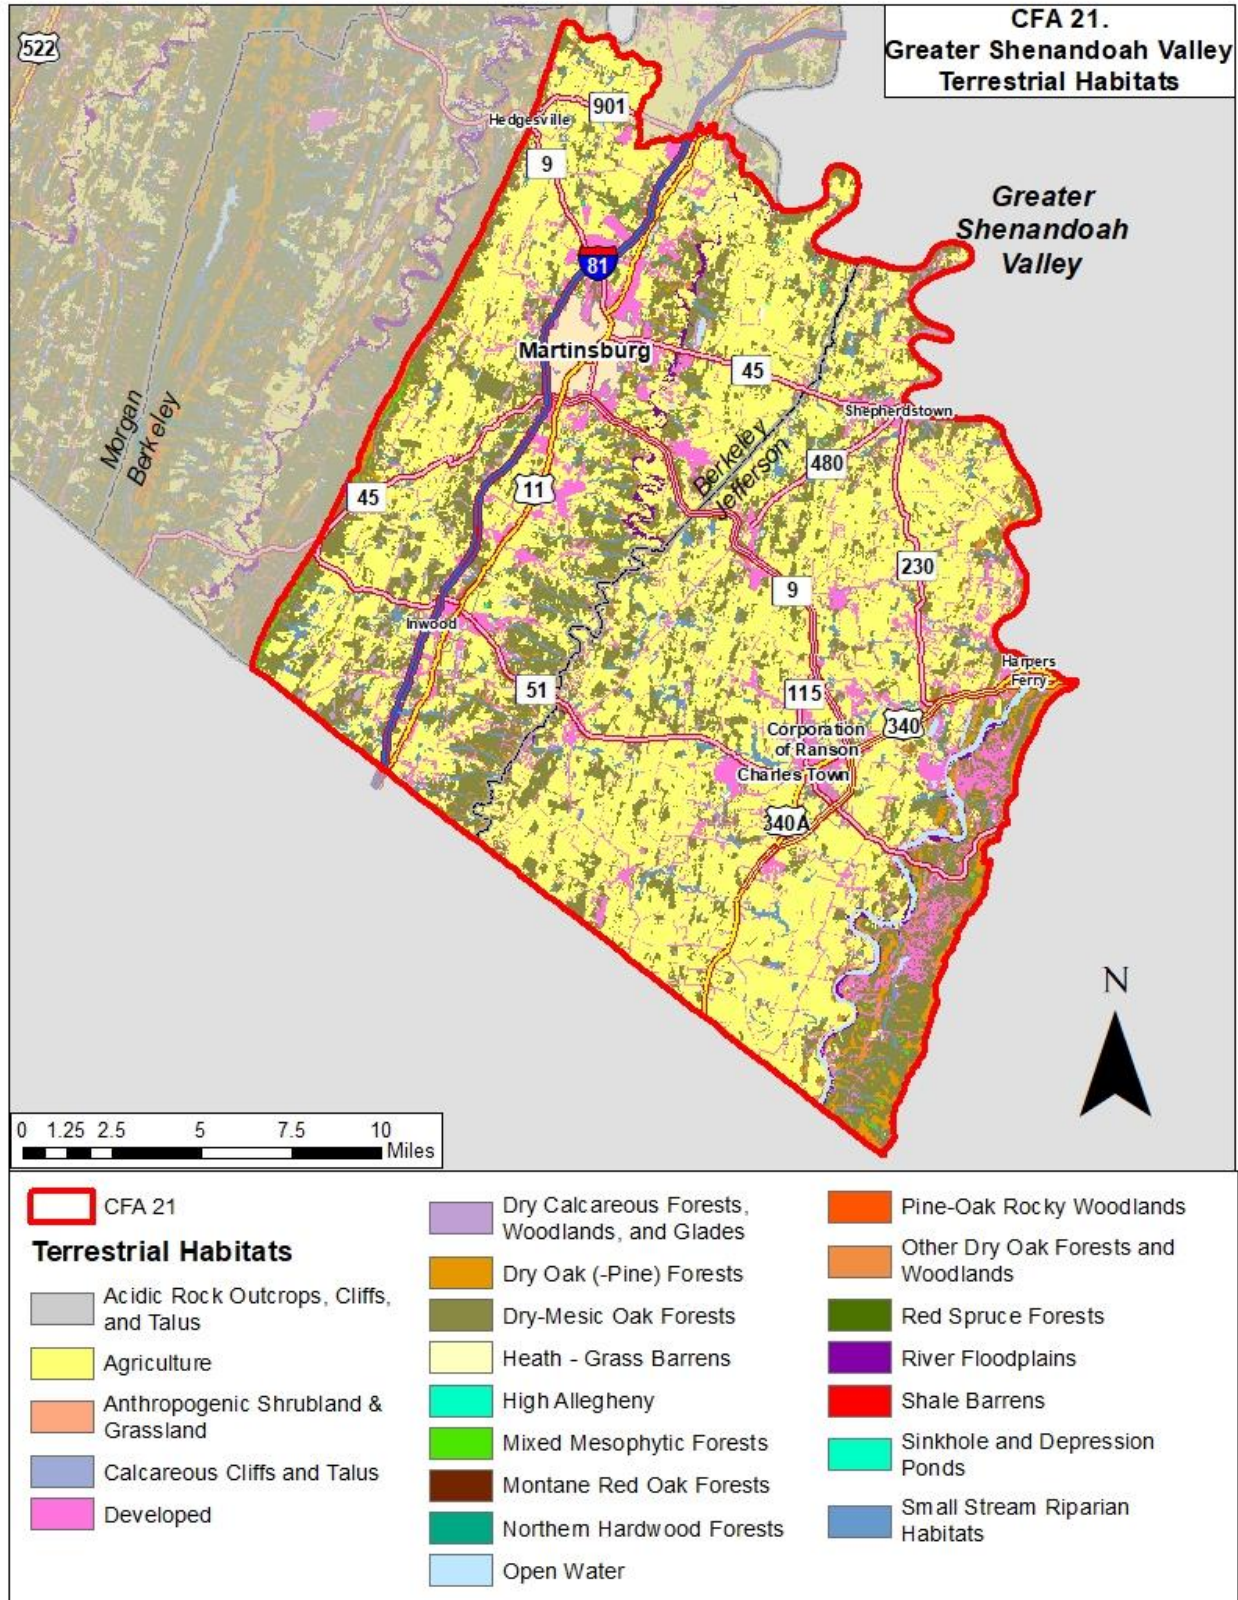 CFA 21.
Greater Shenandoah Valley
Terrestrial Habitats
522
901
Hedgesville
9
Greater
Shenandoah
Valley
81
Martinsburg
45
Shepherdstown
Morgan
Berkeley
Berkeley
Jefferson
480
45
11
230
9
Inwood
Harpers
Ferry
51
115
340
Corporation
of Ranson
Charles Town
340A
N
0 1.25 2.5 5 7.5 10
Miles
CFA 21
Terrestrial Habitats
Acidic Rock Outcrops, Cliffs,
and Talus
Agriculture
Anthropogenic Shrubland &
Grassland
Calcareous Cliffs and Talus
Developed
Dry Calcareous Forests,
Woodlands, and Glades
Dry Oak (-Pine) Forests
Dry-Mesic Oak Forests
Heath - Grass Barrens
High Allegheny
Mixed Mesophytic Forests
Montane Red Oak Forests
Northern Hardwood Forests
Open Water
Pine-Oak Rocky Woodlands
Other Dry Oak Forests and
Woodlands
Red Spruce Forests
River Floodplains
Shale Barrens
Sinkhole and Depression
Ponds
Small Stream Riparian
Habitats